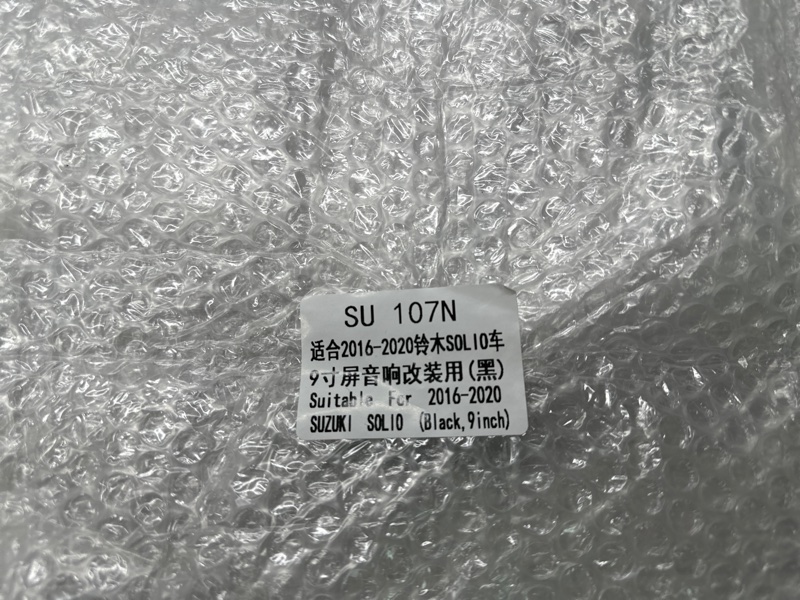 SU 107N
适合2016-2020铃木SOLIO车
9寸屏音响改装用(黑)
Suitable For 2016-2020
SUZUKI SOLIO (Black,9inch)